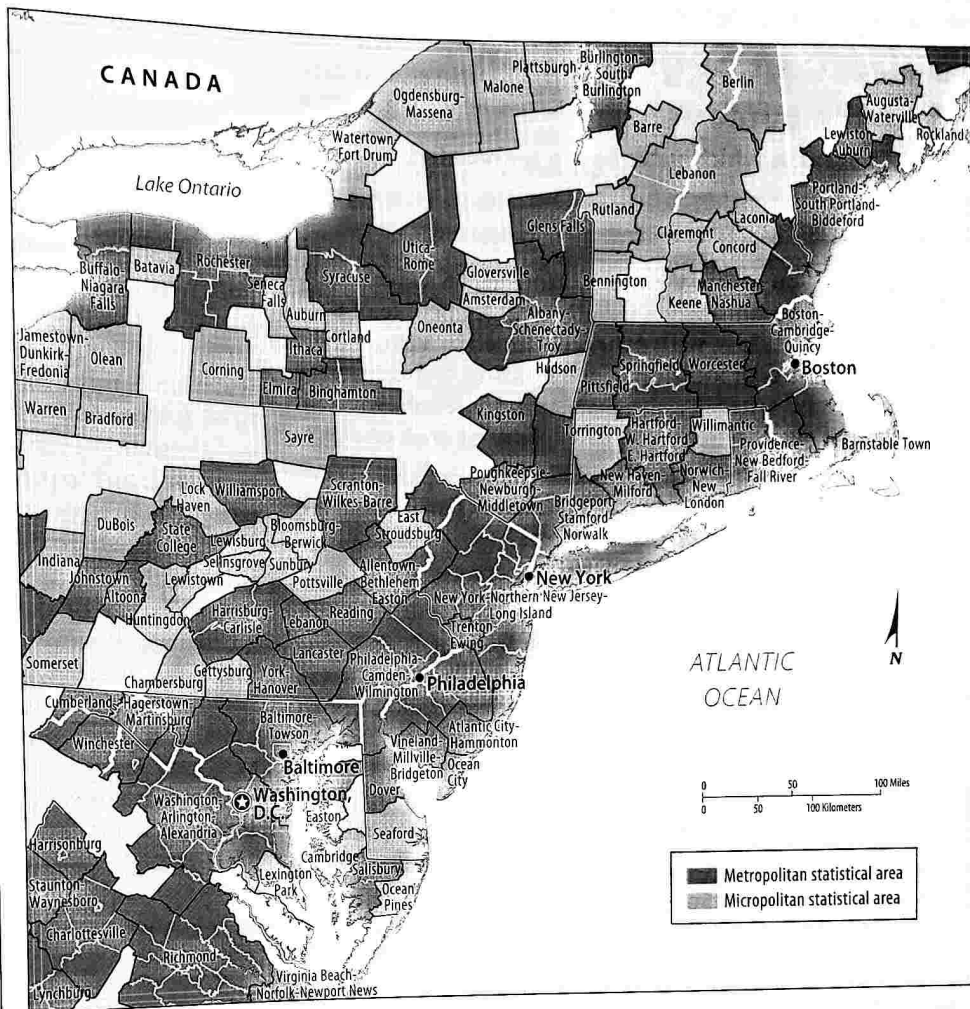 CANADA
Lake Ontario
Ogdensburg-
Massena
Malone
Plattsburgh
Burlington-
South
Burlington
Berlin
Augusta-
Waterville
Rockland
Lewiston-
Auburn
Barre
Watertown
Fort Drum
Lebanon
Portland-
South Portland-
Biddeford
Rutland
Laconia
Claremont
Concord
Glens Falls
Utica-
Rome
Syracuse
Rochester
Batavia
Buffalo-
Niagara
Falls
Seneca
Falls
Gloversville
Amsterdam
Bennington
Keene
Manchester-
Nashua
Auburn
Cortland
Oneonta
Albany-
Schenectady-
Troy
Boston-
Cambridge-
Quincy
Boston
Jamestown-
Dunkirk-
Fredonia
Olean
Corning
Ithaca
Elmira
Binghamton
Hudson
Pittsfield
Springfield
Worcester
Warren
Bradford
Sayre
Kingston
Torrington
Hartford-
W. Hartford
E. Hartford
Willimantic
Providence-
New Bedford-
Fall River
Barnstable Town
Poughkeepsie-
Newburgh-
Middletown
New Haven-
Milford
Norwich-
New
London
Bridgeport
Stamford
Norwalk
Lock
Haven
Williamsport
Scranton-
Wilkes-Barre
East
Stroudsburg
DuBois
State
College
Lewisburg
Bloomsburg-
Berwick
Selinsgrove
Sunbury
Allentown-
Bethlehem
Easton
New York
Indiana
Johnstown
Altoona
Lewistown
Pottsville
New York-Northern New Jersey-
Long Island
Huntingdon
Harrisburg-
Carlisle
Lebanon
Reading
Trenton-
Ewing
Lancaster
Somerset
Chambersburg
Gettysburg
York-
Hanover
Philadelphia-
Camden
Wilmington
Philadelphia
ATLANTIC
OCEAN
N
Cumberland
Hagerstown-
Martinsburg
Baltimore
Towson
Winchester
Baltimore
Vineland-
Millville-
Bridgeton
Atlantic City-
Hammonton
Ocean
City
Dover
Washington-
Arlington-
Alexandria
Washington,
D.C.
Easton
Seaford
Cambridge
Salisbury
Ocean
Pines
Lexington
Park
Harrisonburg
Staunton-
Waynesboro
Charlottesville
Richmond
Lynchburg
Virginia Beach-
Norfolk-Newport News
0 50 100 Miles
0 50 100 Kilometers
Metropolitan statistical area
Micropolitan statistical area